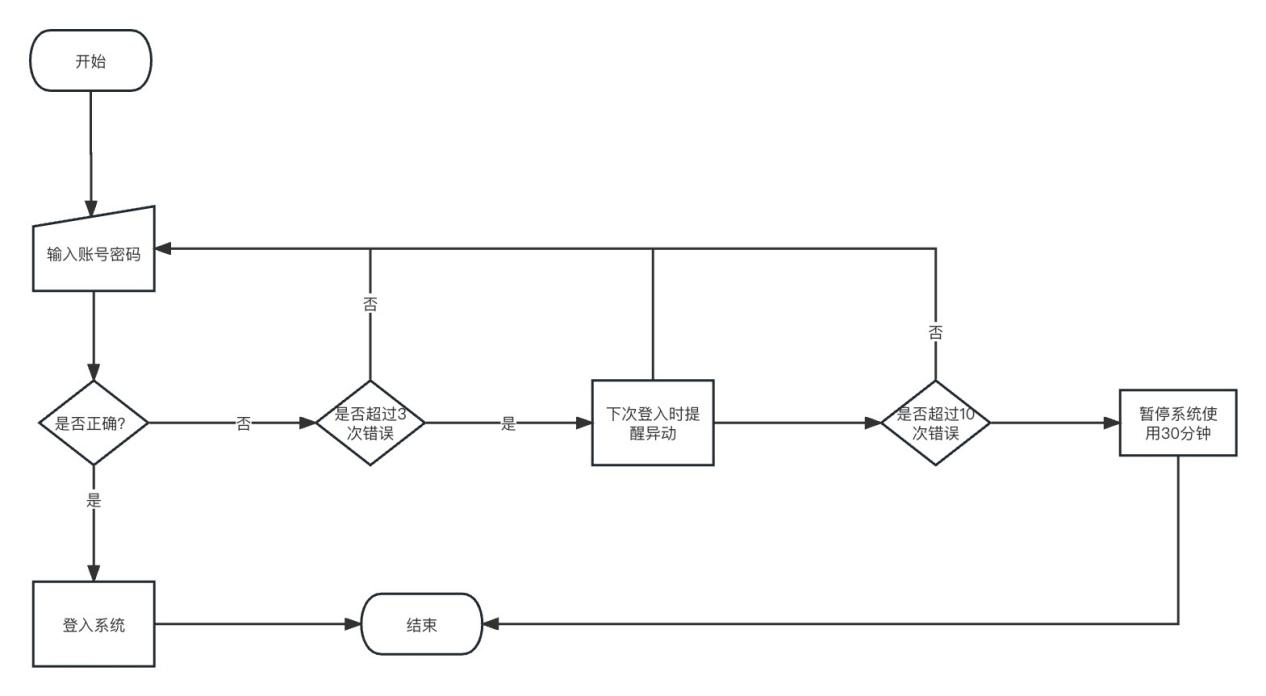 开始
输入账号密码
否
否
是否正确?
否
是否超过3
次错误
是
下次登入时提
醒异动
是否超过10
次错误
暂停系统使
用30分钟
是
登入系统
结束